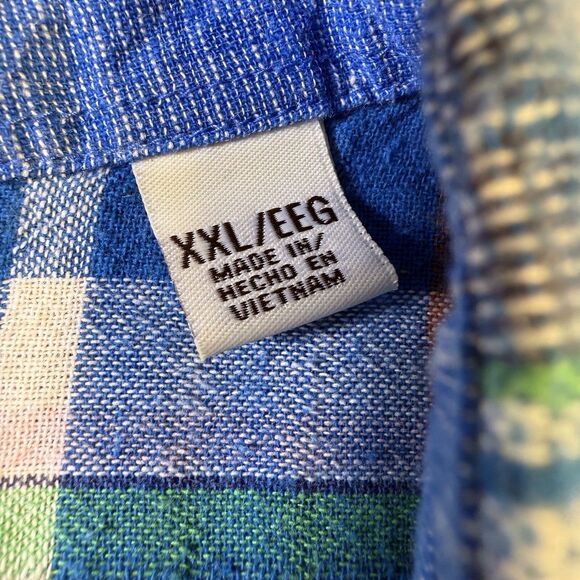 XXL/EEG
MADE IN/
HECHO EN
VIETNAM